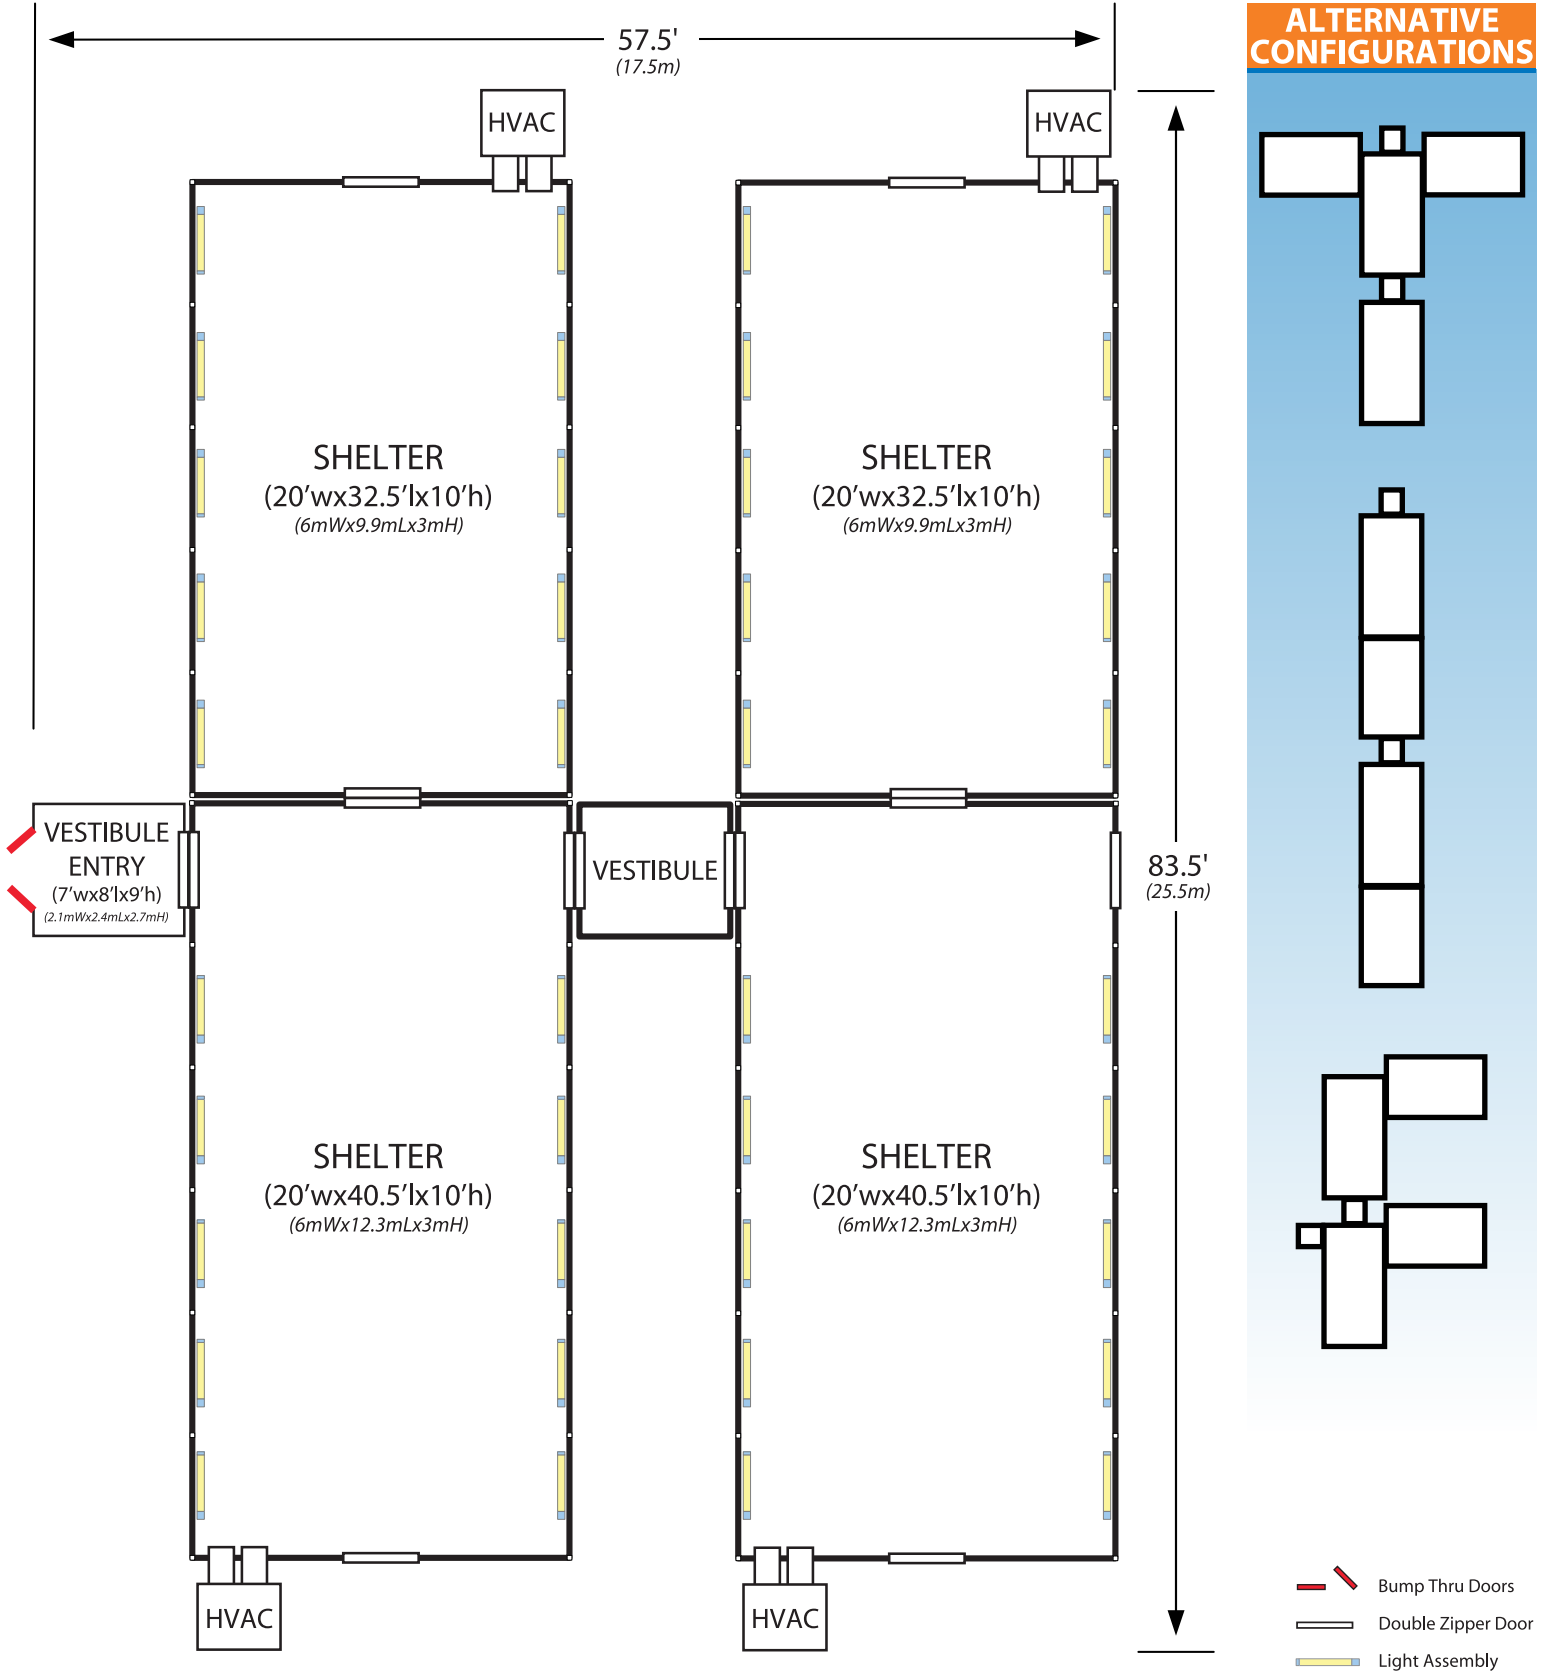 57.5'
(17.5m)
ALTERNATIVE
CONFIGURATIONS
HVAC
HVAC
SHELTER
(20’wx32.5’lx10’h)
(6mWx9.9mLx3mH)
SHELTER
(20’wx32.5’lx10’h)
(6mWx9.9mLx3mH)
VESTIBULE
ENTRY
(7’wx8’lx9’h)
(2.1mWx2.4mLx2.7mH)
VESTIBULE
83.5'
(25.5m)
SHELTER
(20’wx40.5’lx10’h)
(6mWx12.3mLx3mH)
SHELTER
(20’wx40.5’lx10’h)
(6mWx12.3mLx3mH)
HVAC
HVAC
Bump Thru Doors
Double Zipper Door
Light Assembly